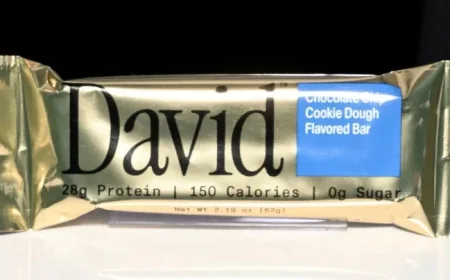 David
Chocolate Chip
Cookie Dough
Flavored Bar
28g Protein | 150 Calories | 0g Sugar
Net Wt 2.19 oz (62g)